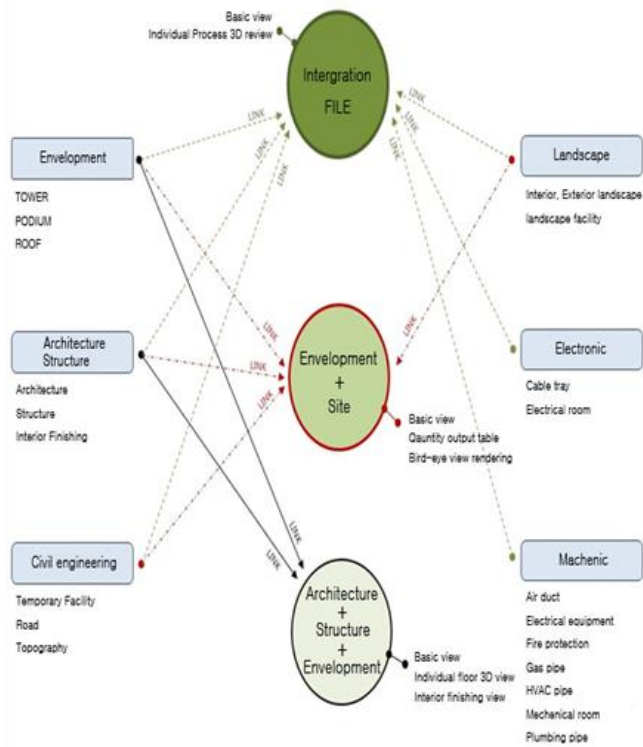 Basic view
Individual Process 3D review
Intergration
FILE
LINK
LINK
LINK
LINK
LINK
LINK
Envelopment
TOWER
PODIUM
ROOF
Landscape
Interior, Exterior landscape
landscape facility
LINK
LINK
LINK
LINK
Architecture
Structure
Architecture
Structure
Interior Finishing
Envelopment
+
Site
Basic view
Qauntity output table
Bird-eye view rendering
Electronic
Cable tray
Electrical room
LINK
LINK
Civil engineering
Temporary Facility
Road
Topography
Architecture
+
Structure
+
Envelopment
Basic view
Individual floor 3D view
Interior finishing view
Machenic
Air duct
Electrical equipment
Fire protection
Gas pipe
HVAC pipe
Mechenical room
Plumbing pipe